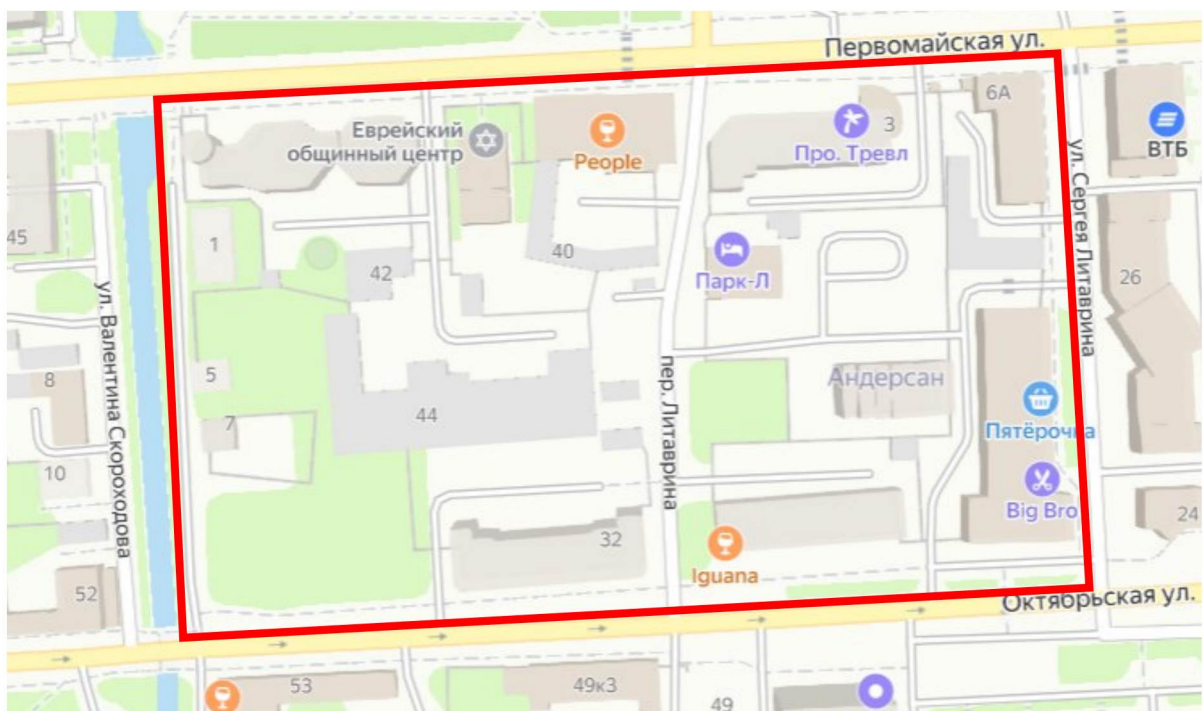 Первомайская ул.
6А
Еврейский
общинный центр
People
3
Про. Тревл
ВТБ
ул. Сергея Литаврина
45
1
42
40
Парк-Л
26
ул. Валентина Скороходова
8
5
7
44
пер. Литаврина
Андерсан
Пятёрочка
10
Big Bro
32
24
Iguana
52
Октябрьская ул.
53
49к3
49